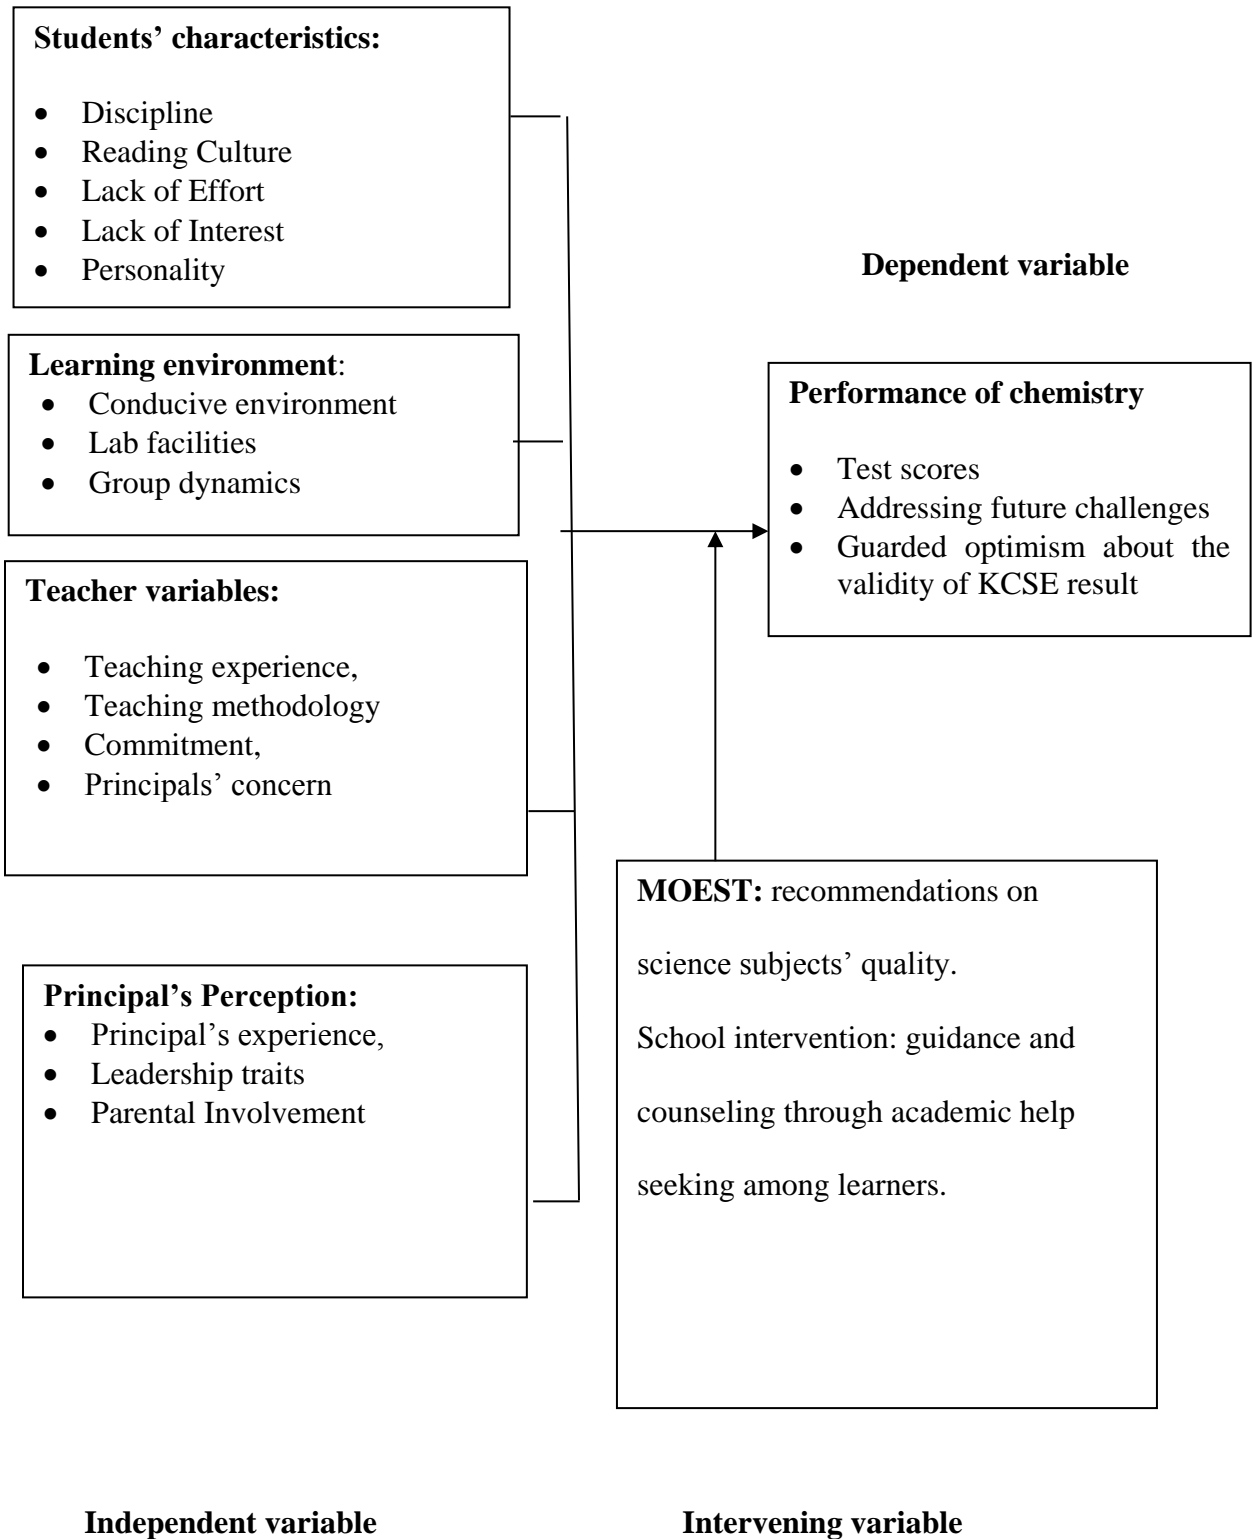 Students’ characteristics:
• Discipline
• Reading Culture
• Lack of Effort
• Lack of Interest
• Personality
Learning environment:
• Conducive environment
• Lab facilities
• Group dynamics
Teacher variables:
• Teaching experience,
• Teaching methodology
• Commitment,
• Principals’ concern
Principal’s Perception:
• Principal’s experience,
• Leadership traits
• Parental Involvement
Independent variable
Dependent variable
Performance of chemistry
• Test scores
• Addressing future challenges
• Guarded optimism about the
validity of KCSE result
MOEST: recommendations on
science subjects’ quality.
School intervention: guidance and
counseling through academic help
seeking among learners.
Intervening variable